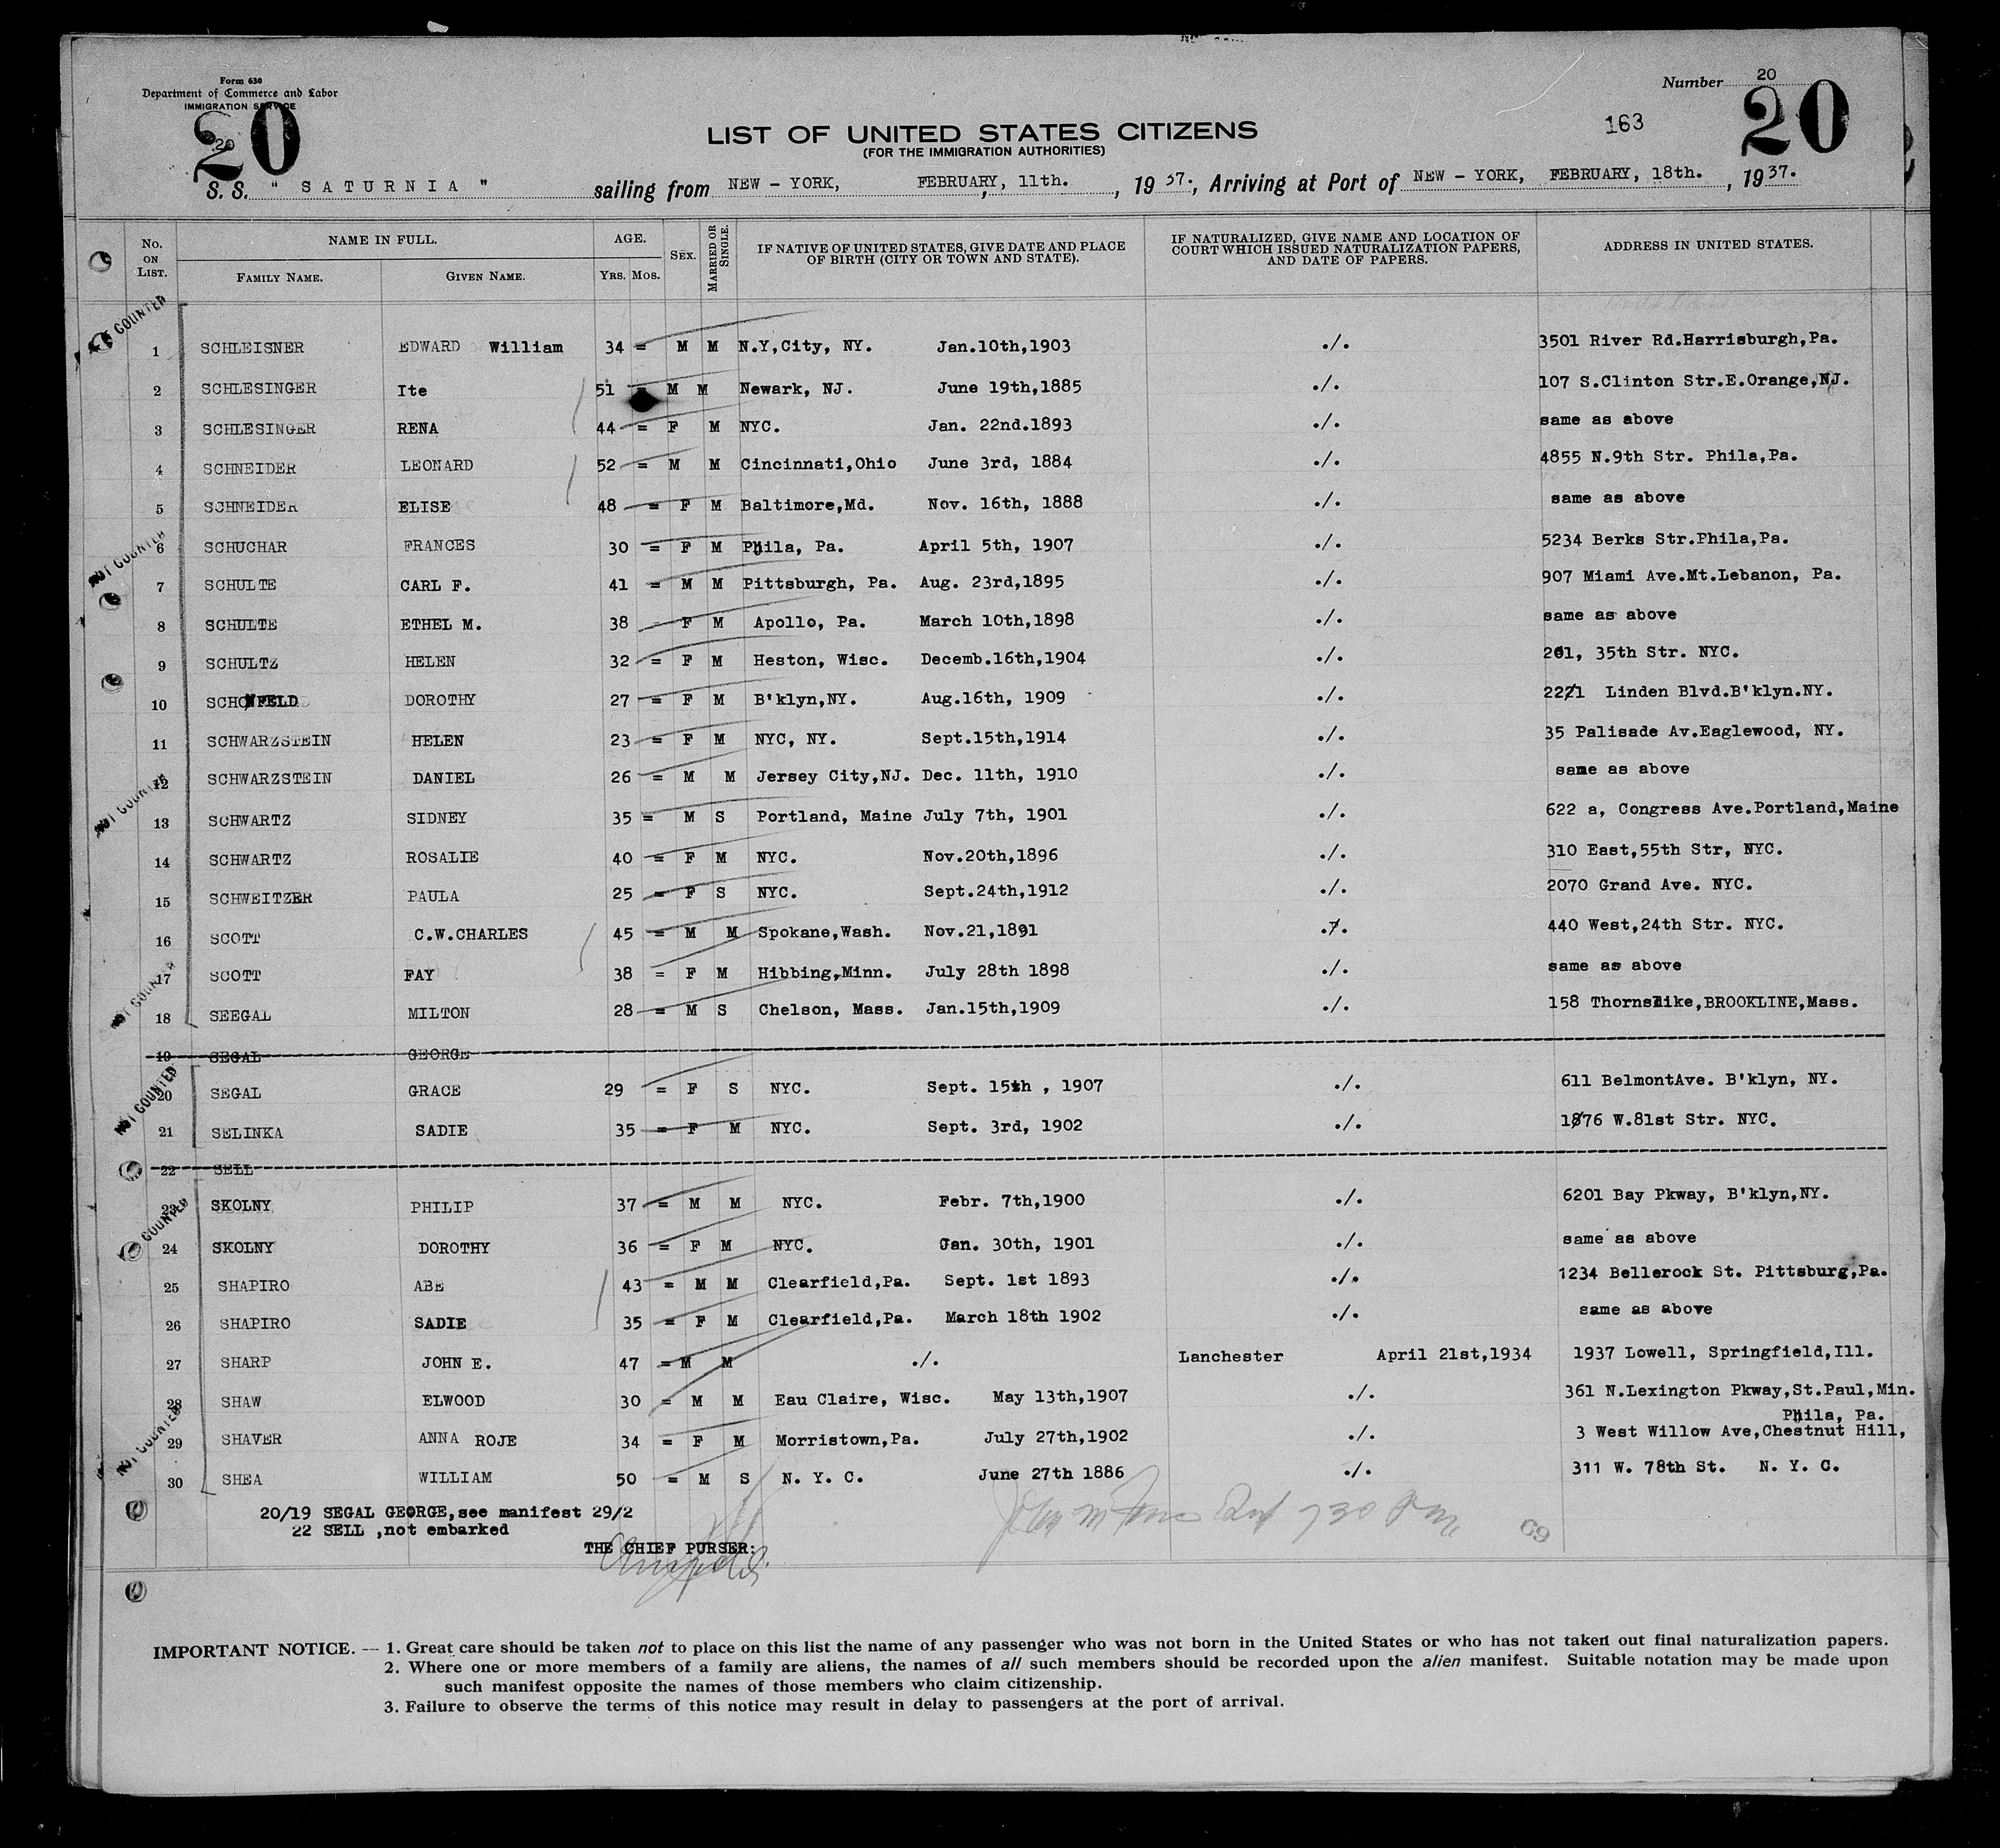 Form 630
Department of Commerce and Labor
IMMIGRATION SERVICE
20
20
Number 20
20
163
LIST OF UNITED STATES CITIZENS
(FOR THE IMMIGRATION AUTHORITIES)
S. S. " SATURNIA " sailing from NEW - YORK, FEBRUARY, 11th. , 19 37., Arriving at Port of NEW - YORK, FEBRUARY, 18th. , 19 37.
No. ON LIST. NAME IN FULL. FAMILY NAME. GIVEN NAME. AGE. YRS. MOS. SEX. MARRIED OR SINGLE. IF NATIVE OF UNITED STATES, GIVE DATE AND PLACE OF BIRTH (CITY OR TOWN AND STATE). IF NATURALIZED, GIVE NAME AND LOCATION OF COURT WHICH ISSUED NATURALIZATION PAPERS, AND DATE OF PAPERS. ADDRESS IN UNITED STATES.
NOT COUNTED
1 SCHLEISNER EDWARD William 34 = M M N.Y,City, NY. Jan.10th,1903 ./. 3501 River Rd.Harrisburgh,Pa.
2 SCHLESINGER Ite 51 = M M Newark, NJ. June 19th,1885 ./. 107 S.Clinton Str.E.Orange,NJ.
3 SCHLESINGER RENA 44 = F M NYC. Jan. 22nd.1893 ./. same as above
4 SCHNEIDER LEONARD 52 = M M Cincinnati,Ohio June 3rd, 1884 ./. 4855 N.9th Str. Phila,Pa.
5 SCHNEIDER ELISE 48 = F M Baltimore,Md. Nov. 16th, 1888 ./. same as above
NOT COUNTED
6 SCHUCHAR FRANCES 30 = F M Phila, Pa. April 5th, 1907 ./. 5234 Berks Str.Phila,Pa.
7 SCHULTE CARL F. 41 = M M Pittsburgh, Pa. Aug. 23rd,1895 ./. 907 Miami Ave.Mt.Lebanon, Pa.
8 SCHULTE ETHEL M. 38 F M Apollo, Pa. March 10th,1898 ./. same as above
9 SCHULTZ HELEN 32 = F M Heston, Wisc. Decemb.16th,1904 ./. 201, 35th Str. NYC.
10 SCHONFELD DOROTHY 27 = F M B'klyn,NY. Aug.16th, 1909 ./. 2221 Linden Blvd.B'klyn.NY.
11 SCHWARZSTEIN HELEN 23 = F M NYC, NY. Sept.15th,1914 ./. 35 Palisade Av.Eaglewood, NY.
NOT COUNTED
12 SCHWARZSTEIN DANIEL 26 = M M Jersey City,NJ. Dec. 11th, 1910 ./. same as above
13 SCHWARTZ SIDNEY 35 = M S Portland, Maine July 7th, 1901 ./. 622 a, Congress Ave.Portland,Maine
14 SCHWARTZ ROSALIE 40 = F M NYC. Nov.20th,1896 ./. 310 East,55th Str, NYC.
15 SCHWEITZER PAULA 25 = F S NYC. Sept.24th,1912 ./. 2070 Grand Ave. NYC.
16 SCOTT C.W.CHARLES 45 = M M Spokane,Wash. Nov.21,1891 ./. 440 West,24th Str. NYC.
NOT COUNTED
17 SCOTT FAY 38 = F M Hibbing,Minn. July 28th 1898 ./. same as above
18 SEEGAL MILTON 28 = M S Chelson, Mass. Jan.15th,1909 ./. 158 Thornslike,BROOKLINE,Mass.
19 SEGAL GEORGE
NOT COUNTED
20 SEGAL GRACE 29 = F S NYC. Sept. 15th , 1907 ./. 611 BelmontAve. B'klyn, NY.
21 SELINKA SADIE 35 = F M NYC. Sept. 3rd, 1902 ./. 1876 W.81st Str. NYC.
22 SELL
COUNTED
23 SKOLNY PHILIP 37 = M M NYC. Febr. 7th,1900 ./. 6201 Bay Pkway, B'klyn,NY.
24 SKOLNY DOROTHY 36 = F M NYC. Jan. 30th, 1901 ./. same as above
25 SHAPIRO ABE 43 = M M Clearfield,Pa. Sept. 1st 1893 ./. 1234 Bellerock St. Pittsburg,Pa.
26 SHAPIRO SADIE 35 = F M Clearfield,Pa. March 18th 1902 ./. same as above
27 SHARP JOHN E. 47 = M M ./. Lanchester April 21st,1934 1937 Lowell, Springfield,Ill.
28 SHAW ELWOOD 30 = M M Eau Claire, Wisc. May 13th,1907 ./. 361 N.Lexington Pkway,St.Paul,Min.
NOT COUNTED
Phila, Pa.
29 SHAVER ANNA ROJE 34 = F M Morristown,Pa. July 27th,1902 ./. 3 West Willow Ave,Chestnut Hill,
30 SHEA WILLIAM 50 = M S N. Y. C. June 27th 1886 ./. 311 W. 78th St. N. Y. C.
20/19 SEGAL GEORGE,see manifest 29/2
22 SELL ,not embarked
69
THE CHIEF PURSER:
IMPORTANT NOTICE. — 1. Great care should be taken not to place on this list the name of any passenger who was not born in the United States or who has not taken out final naturalization papers.
2. Where one or more members of a family are aliens, the names of all such members should be recorded upon the alien manifest. Suitable notation may be made upon
such manifest opposite the names of those members who claim citizenship.
3. Failure to observe the terms of this notice may result in delay to passengers at the port of arrival.